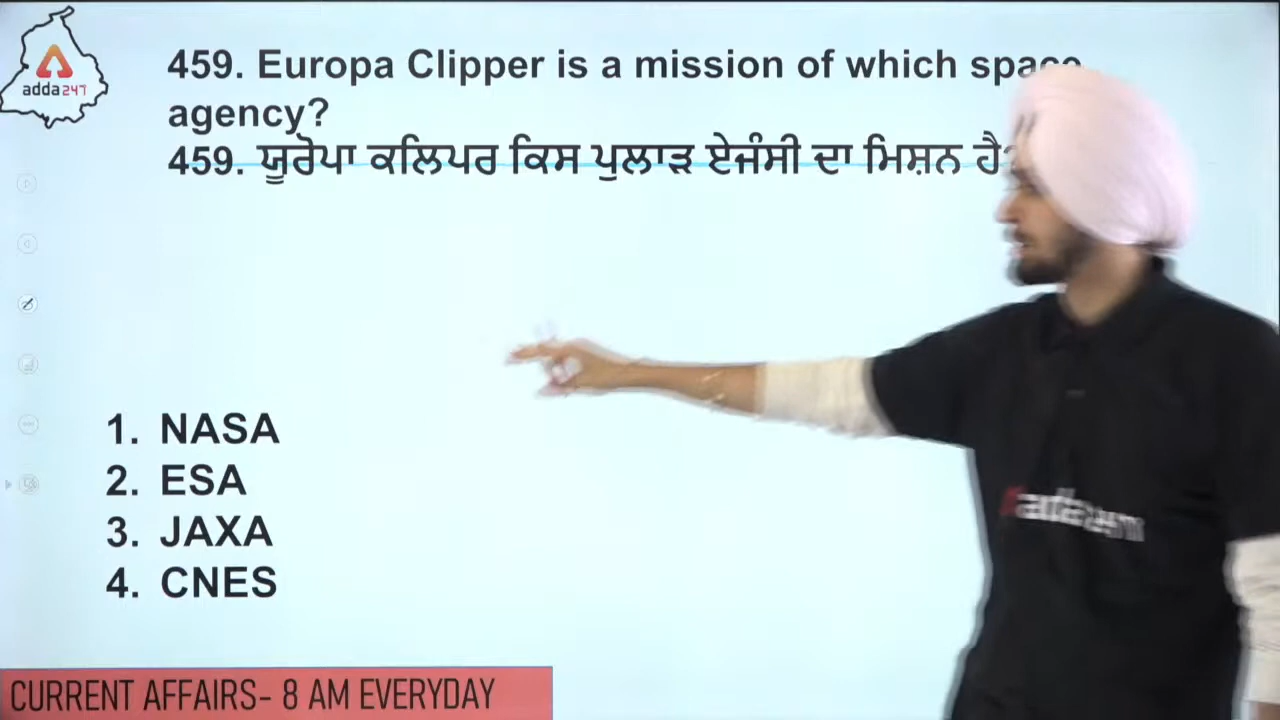 adda247
459. Europa Clipper is a mission of which space
agency?
459. ਯੂਰੋਪਾ ਕਲਿਪਰ ਕਿਸ ਪੁਲਾੜ ਏਜੰਸੀ ਦਾ ਮਿਸ਼ਨ ਹੈ?
1. NASA
2. ESA
3. JAXA
4. CNES
CURRENT AFFAIRS- 8 AM EVERYDAY